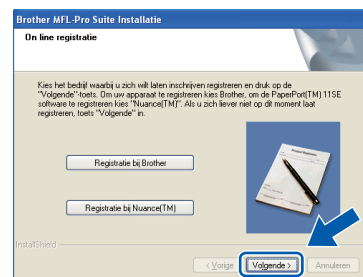 Brother MFL-Pro Suite Installatie
On line registratie
Kies het bedrijf waarbij u zich wilt laten inschrijven registreren en druk op de
"Volgende"-toets. Om uw apparaat te registreren kies Brother, om de PaperPort(TM) 11SE
software te registreren kies "Nuance(TM)". Als u zich liever niet op dit moment laat
registreren, toets "Volgende" in.
Registratie bij Brother
Registratie bij Nuance(TM)
InstallShield
< Vorige
Volgende >
Annuleren